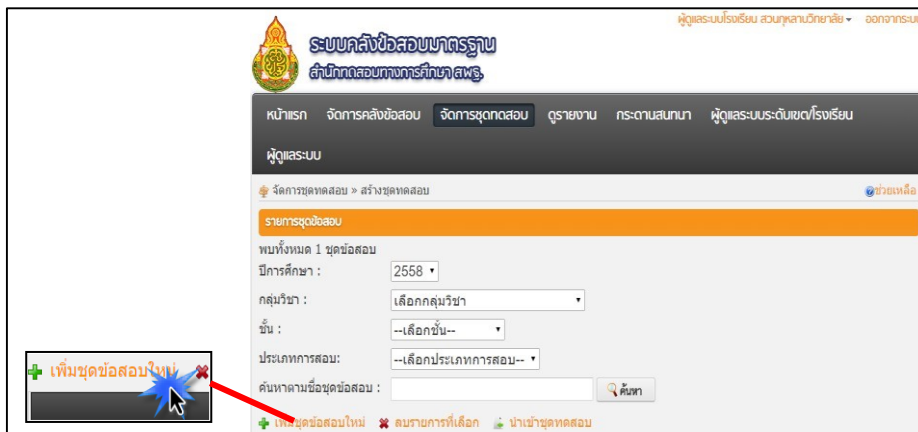 ผู้ดูแลระบบโรงเรียน สวนกุหลาบวิทยาลัย ออกจากระบบ
ระบบคลังข้อสอบมาตรฐาน
สำนักทดสอบทางการศึกษา สพฐ.
หน้าแรก จัดการคลังข้อสอบ จัดการชุดทดสอบ ดูรายงาน กระดานสนทนา ผู้ดูแลระบบระดับเขต/โรงเรียน
ผู้ดูแลระบบ
จัดการชุดทดสอบ » สร้างชุดทดสอบ ช่วยเหลือ
รายการชุดข้อสอบ
พบทั้งหมด 1 ชุดข้อสอบ
ปีการศึกษา : 2558
กลุ่มวิชา : เลือกกลุ่มวิชา
ชั้น : --เลือกชั้น--
ประเภทการสอบ: --เลือกประเภทการสอบ--
ค้นหาตามชื่อชุดข้อสอบ : ค้นหา
เพิ่มชุดข้อสอบใหม่ ลบรายการที่เลือก นำเข้าชุดทดสอบ
เพิ่มชุดข้อสอบใหม่